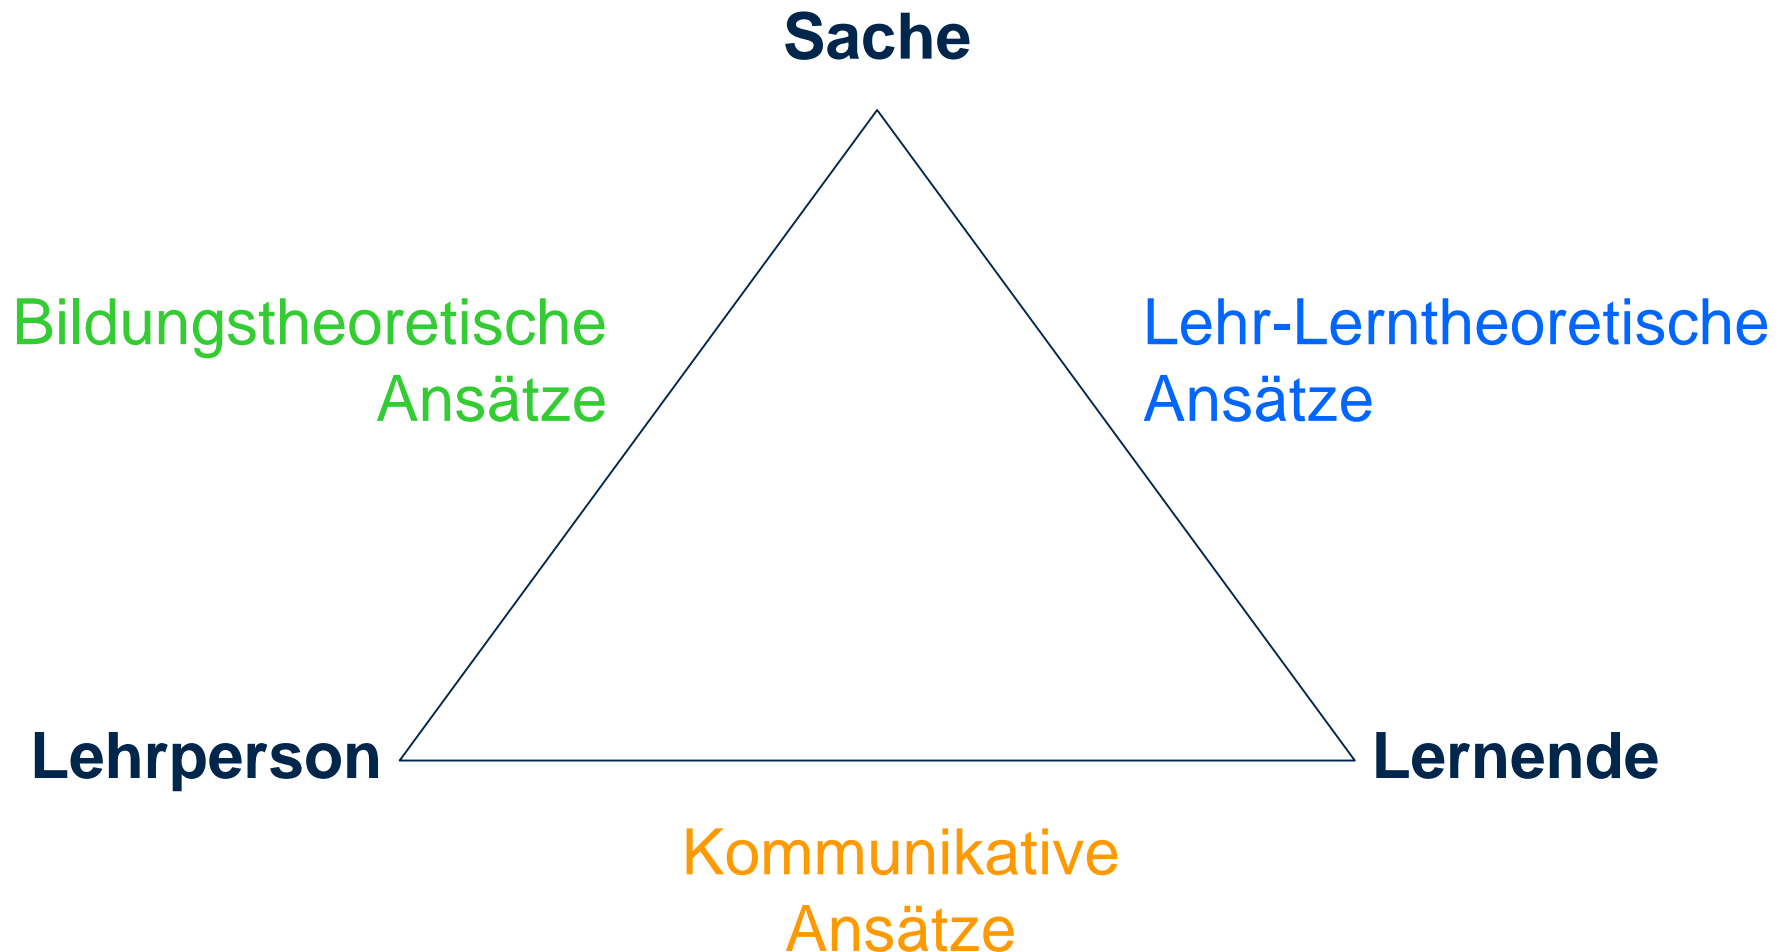 Sache
Bildungstheoretische
Ansätze
Lehr-Lerntheoretische
Ansätze
Lehrperson
Lernende
Kommunikative
Ansätze